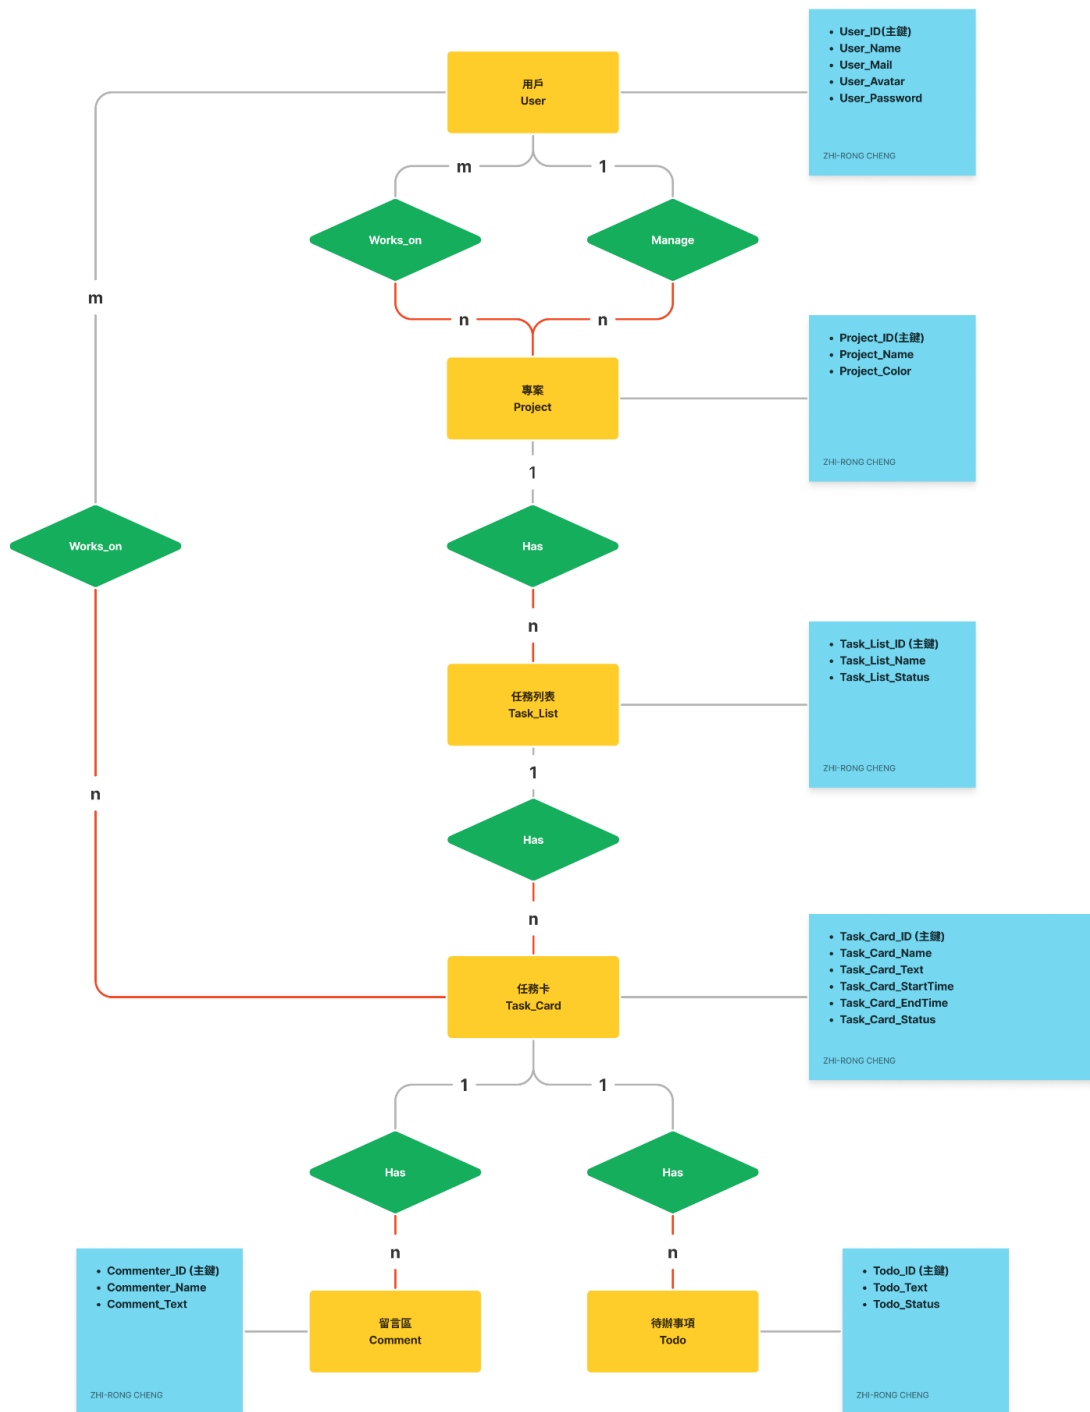 User_ID(主鍵)
User_Name
User_Mail
User_Avatar
User_Password
ZHI-RONG CHENG
用戶
User
m
1
Works_on
Manage
m
n
n
Project_ID(主鍵)
Project_Name
Project_Color
ZHI-RONG CHENG
專案
Project
1
Works_on
Has
n
Task_List_ID (主鍵)
Task_List_Name
Task_List_Status
ZHI-RONG CHENG
任務列表
Task_List
1
n
Has
n
Task_Card_ID (主鍵)
Task_Card_Name
Task_Card_Text
Task_Card_StartTime
Task_Card_EndTime
Task_Card_Status
ZHI-RONG CHENG
任務卡
Task_Card
1
1
Has
Has
n
n
Commenter_ID (主鍵)
Commenter_Name
Comment_Text
ZHI-RONG CHENG
留言區
Comment
待辦事項
Todo
Todo_ID (主鍵)
Todo_Text
Todo_Status
ZHI-RONG CHENG